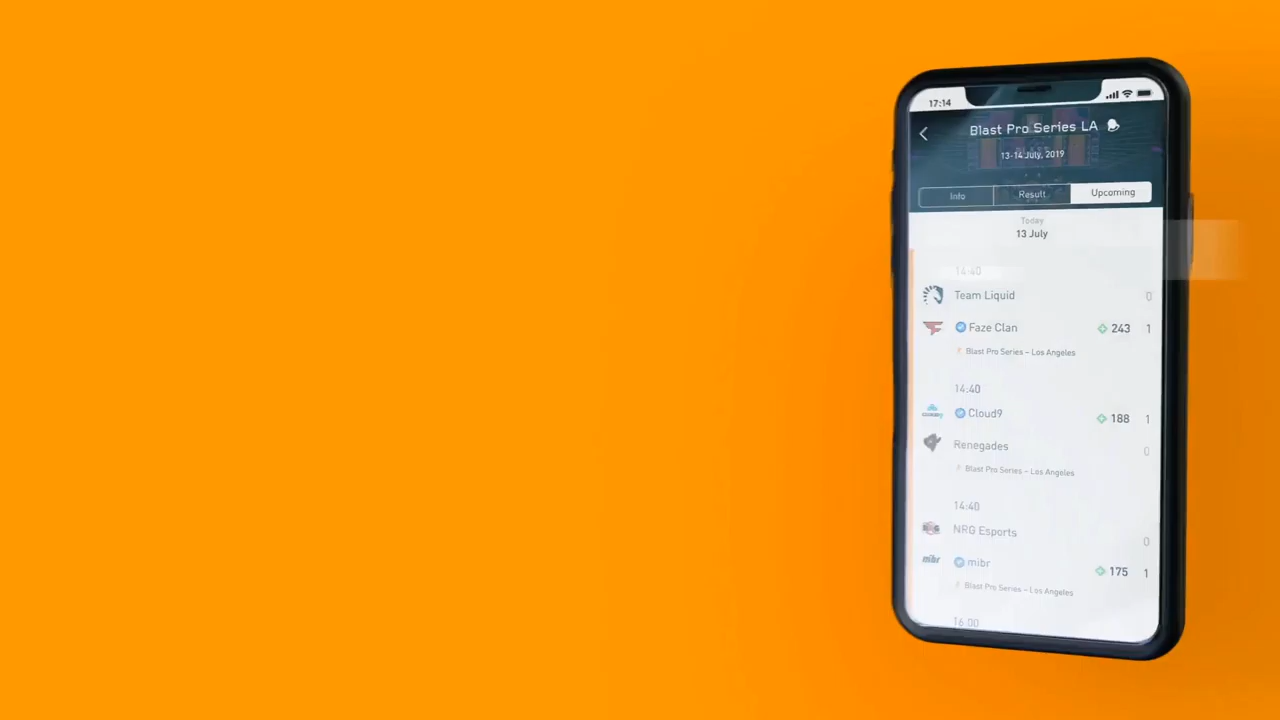 17:14
Blast Pro Series LA
13-14 July, 2019
Info
Result
Upcoming
Today
13 July
14:40
Team Liquid 0
Faze Clan 243 1
Blast Pro Series – Los Angeles
14:40
Cloud9 188 1
Renegades 0
Blast Pro Series – Los Angeles
14:40
NRG Esports 0
mibr mibr 175 1
Blast Pro Series – Los Angeles
16:00